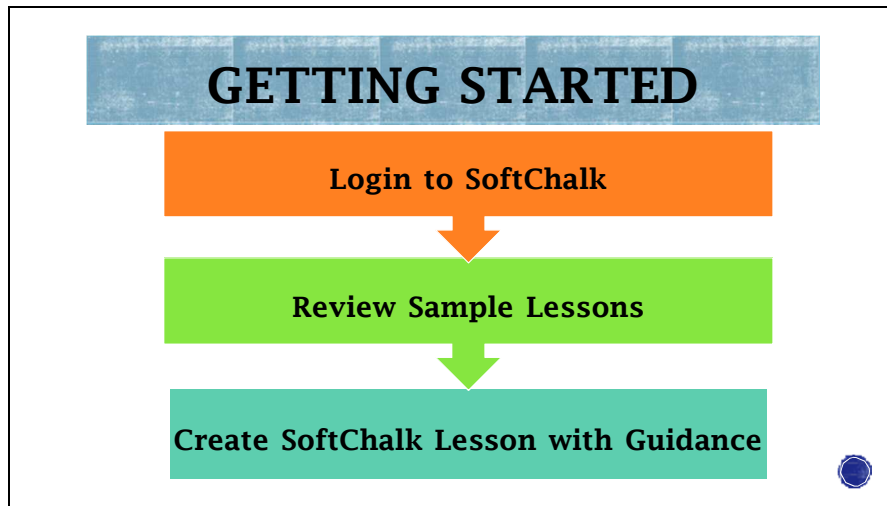 GETTING STARTED
Login to SoftChalk
Review Sample Lessons
Create SoftChalk Lesson with Guidance